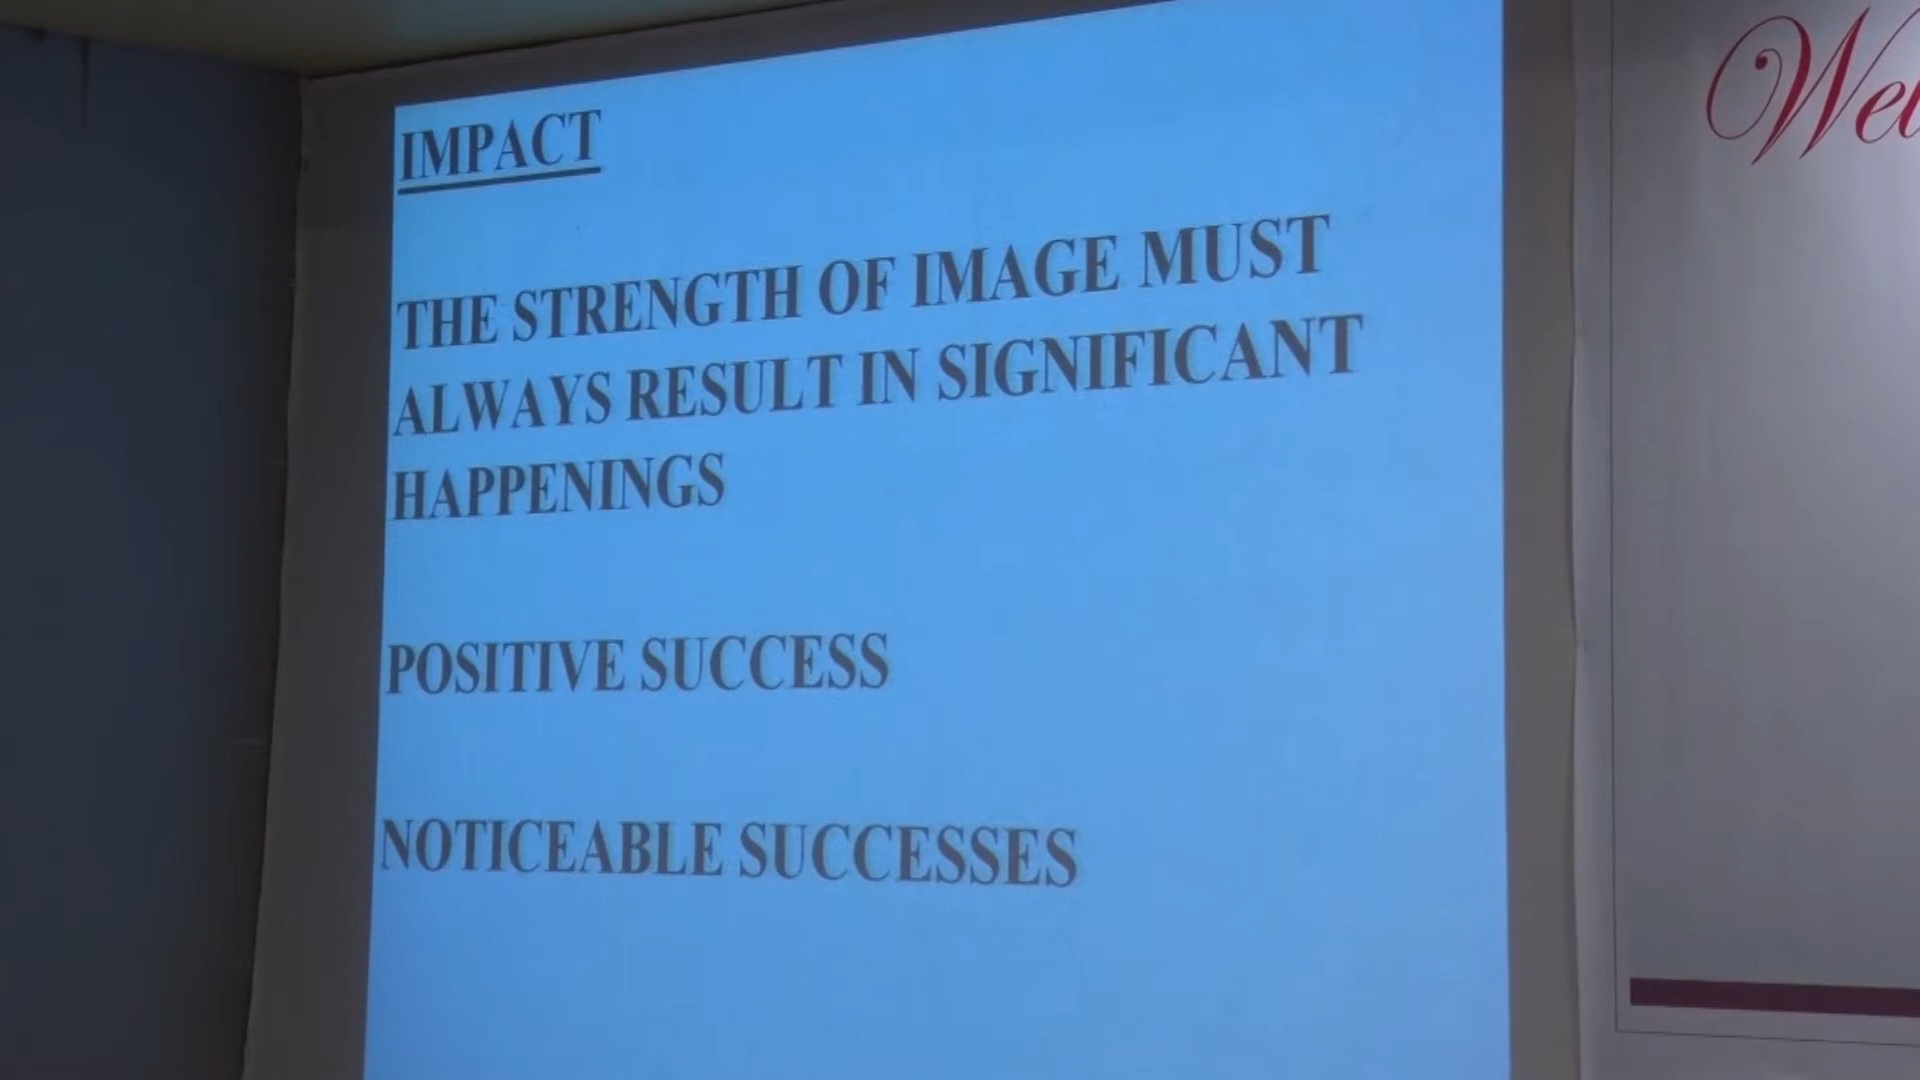 IMPACT
THE STRENGTH OF IMAGE MUST
ALWAYS RESULT IN SIGNIFICANT
HAPPENINGS
POSITIVE SUCCESS
NOTICEABLE SUCCESSES